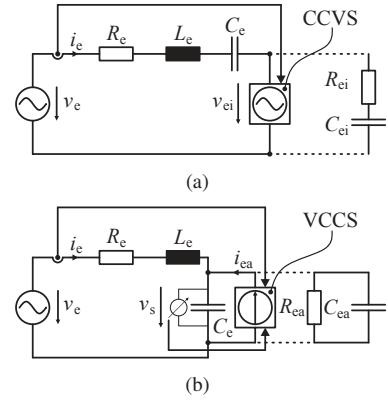 CCVS
i_e R_e L_e C_e
v_e v_ei R_ei
C_ei
(a)
VCCS
i_e R_e L_e i_ea
v_e v_s C_e R_ea C_ea
(b)